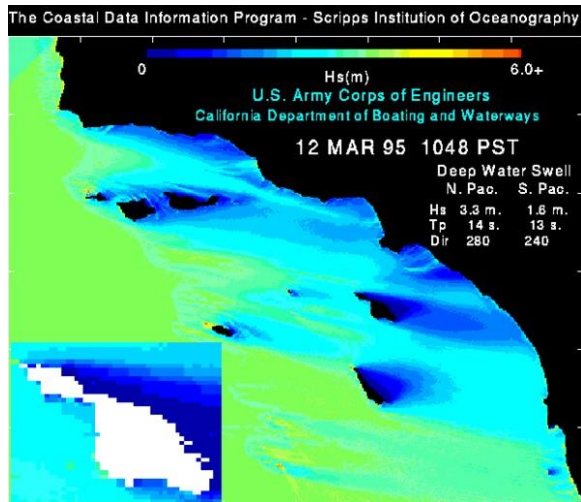 The Coastal Data Information Program - Scripps Institution of Oceanography
0 6.0+
Hs(m)
U.S. Army Corps of Engineers
California Department of Boating and Waterways
12 MAR 95 1048 PST
Deep Water Swell
N. Pac. S. Pac.
Hs 3.3 m. 1.6 m.
Tp 14 s. 13 s.
Dir 280 240